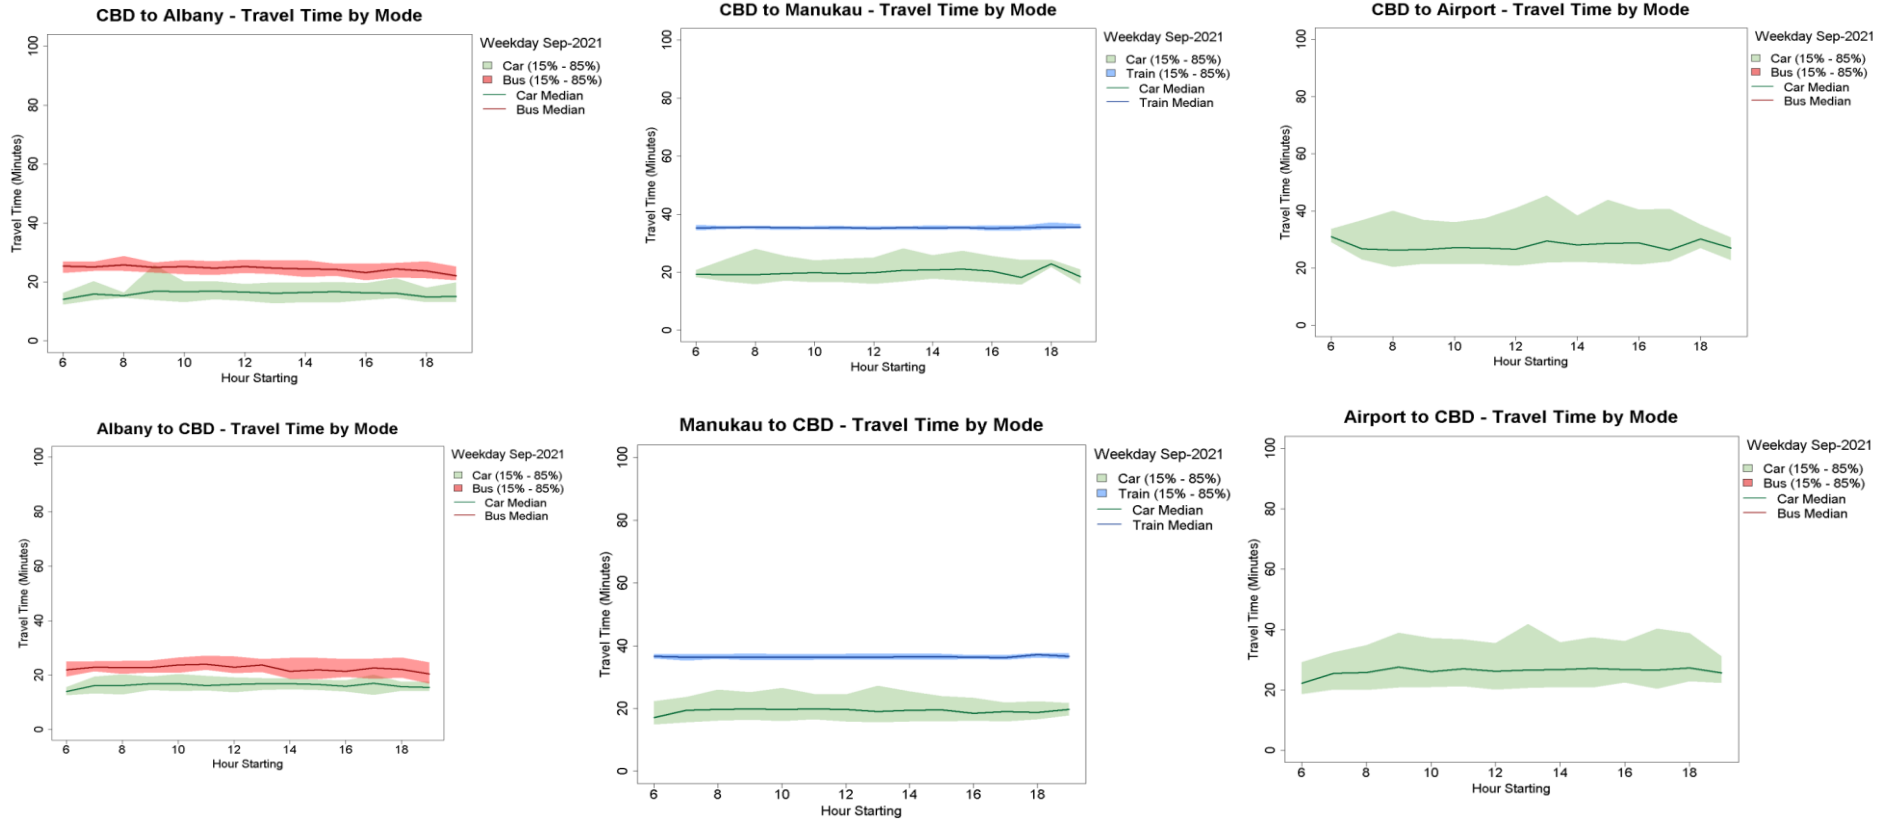 CBD to Albany - Travel Time by Mode
Weekday Sep-2021
Car (15% - 85%)
Bus (15% - 85%)
Car Median
Bus Median
Travel Time (Minutes)
0 20 40 60 80 100
6 8 10 12 14 16 18
Hour Starting
CBD to Manukau - Travel Time by Mode
Weekday Sep-2021
Car (15% - 85%)
Train (15% - 85%)
Car Median
Train Median
Travel Time (Minutes)
0 20 40 60 80 100
6 8 10 12 14 16 18
Hour Starting
CBD to Airport - Travel Time by Mode
Weekday Sep-2021
Car (15% - 85%)
Bus (15% - 85%)
Car Median
Bus Median
Travel Time (Minutes)
0 20 40 60 80 100
6 8 10 12 14 16 18
Hour Starting
Albany to CBD - Travel Time by Mode
Weekday Sep-2021
Car (15% - 85%)
Bus (15% - 85%)
Car Median
Bus Median
Travel Time (Minutes)
0 20 40 60 80 100
6 8 10 12 14 16 18
Hour Starting
Manukau to CBD - Travel Time by Mode
Weekday Sep-2021
Car (15% - 85%)
Train (15% - 85%)
Car Median
Train Median
Travel Time (Minutes)
0 20 40 60 80 100
6 8 10 12 14 16 18
Hour Starting
Airport to CBD - Travel Time by Mode
Weekday Sep-2021
Car (15% - 85%)
Bus (15% - 85%)
Car Median
Bus Median
Travel Time (Minutes)
0 20 40 60 80 100
6 8 10 12 14 16 18
Hour Starting